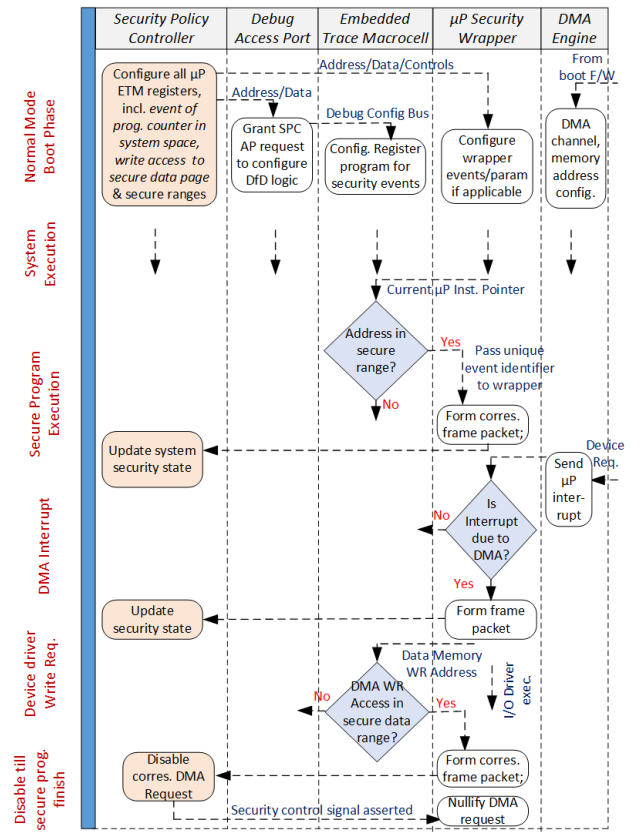 Security Policy
Controller
Debug
Access Port
Embedded
Trace Macrocell
µP Security
Wrapper
DMA
Engine
Normal Mode
Boot Phase
Configure all µP
ETM registers,
incl. event of
prog. counter in
system space,
write access to
secure data page
& secure ranges
Address/Data/Controls
Address/Data
Grant SPC
AP request
to configure
DfD logic
Debug Config Bus
Config. Register
program for
security events
Configure
wrapper
events/param
if applicable
From
boot F/W
DMA
channel,
memory
address
config.
System
Execution
Current µP Inst. Pointer
Secure Program
Execution
Address in
secure
range?
Yes
No
Pass unique
event identifier
to wrapper
Form corres.
frame packet;
Update system
security state
Device
Req.
Send
µP
inter-
rupt
DMA Interrupt
Is
Interrupt
due to
DMA?
No
Yes
Form frame
packet
Update
security state
Device driver
Write Req.
Data Memory
WR Address
DMA WR
Access in
secure data
range?
No
Yes
I/O Driver
exec.
Disable till
secure prog.
finish
Form corres.
frame packet;
Disable
corres. DMA
Request
Security control signal asserted
Nullify DMA
request